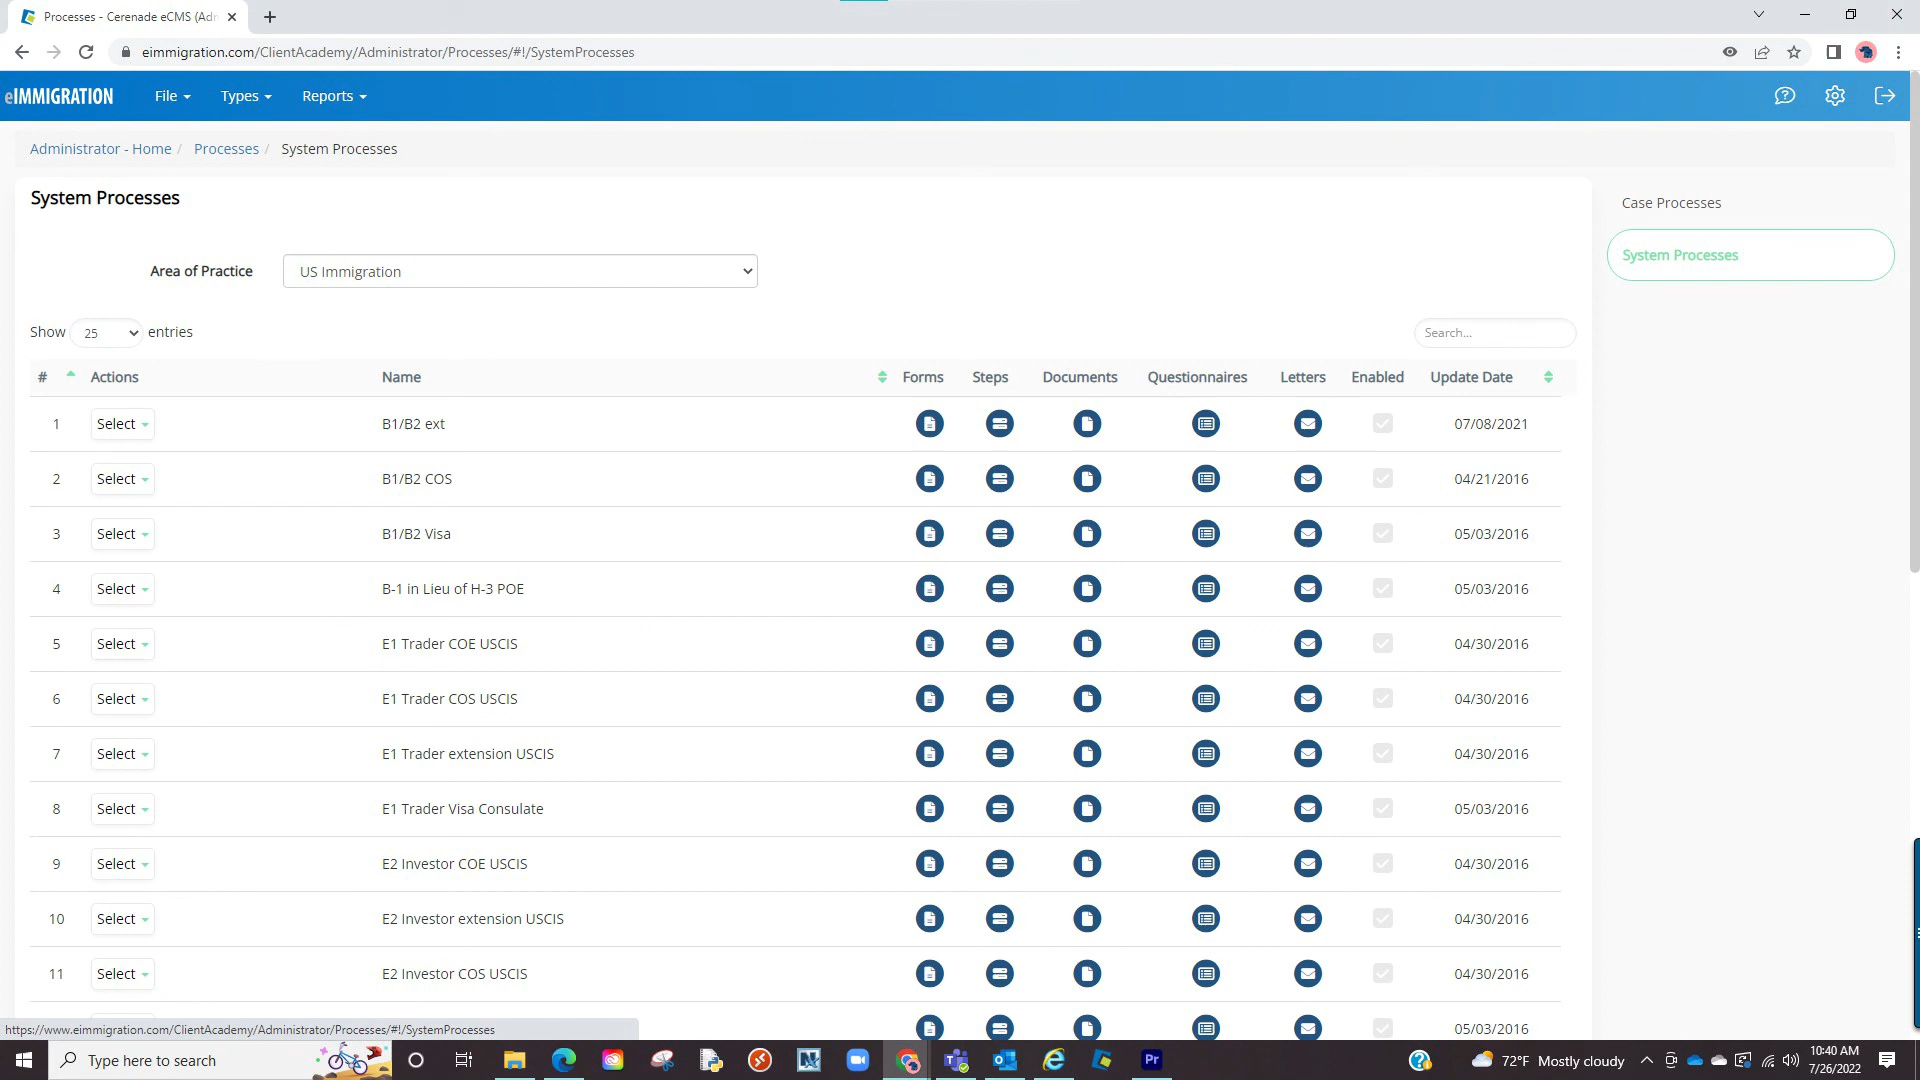 Processes - Cerenade eCMS (Adr
eimmigration.com/ClientAcademy/Administrator/Processes/#!/SystemProcesses
eIMMIGRATION File Types Reports
Administrator - Home / Processes / System Processes
System Processes
Case Processes
System Processes
Area of Practice US Immigration
Show 25 entries Search...
# Actions Name Forms Steps Documents Questionnaires Letters Enabled Update Date
1 Select B1/B2 ext 07/08/2021
2 Select B1/B2 COS 04/21/2016
3 Select B1/B2 Visa 05/03/2016
4 Select B-1 in Lieu of H-3 POE 05/03/2016
5 Select E1 Trader COE USCIS 04/30/2016
6 Select E1 Trader COS USCIS 04/30/2016
7 Select E1 Trader extension USCIS 04/30/2016
8 Select E1 Trader Visa Consulate 05/03/2016
9 Select E2 Investor COE USCIS 04/30/2016
10 Select E2 Investor extension USCIS 04/30/2016
11 Select E2 Investor COS USCIS 04/30/2016
05/03/2016
https://www.eimmigration.com/ClientAcademy/Administrator/Processes/#!/SystemProcesses
Type here to search
Pr
72°F Mostly cloudy
10:40 AM
7/26/2022